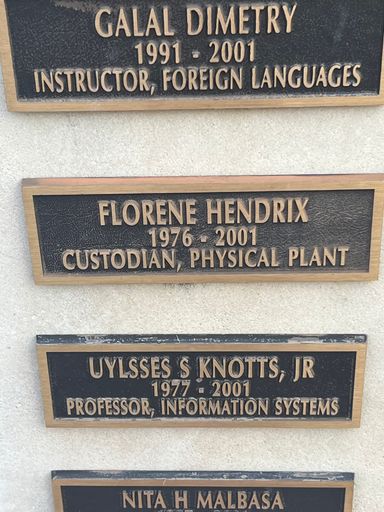 GALAL DIMETRY
1991 - 2001
INSTRUCTOR, FOREIGN LANGUAGES
FLORENE HENDRIX
1976 - 2001
CUSTODIAN, PHYSICAL PLANT
UYLSSES S KNOTTS, JR
1977 - 2001
PROFESSOR, INFORMATION SYSTEMS
NITA H MALBASA